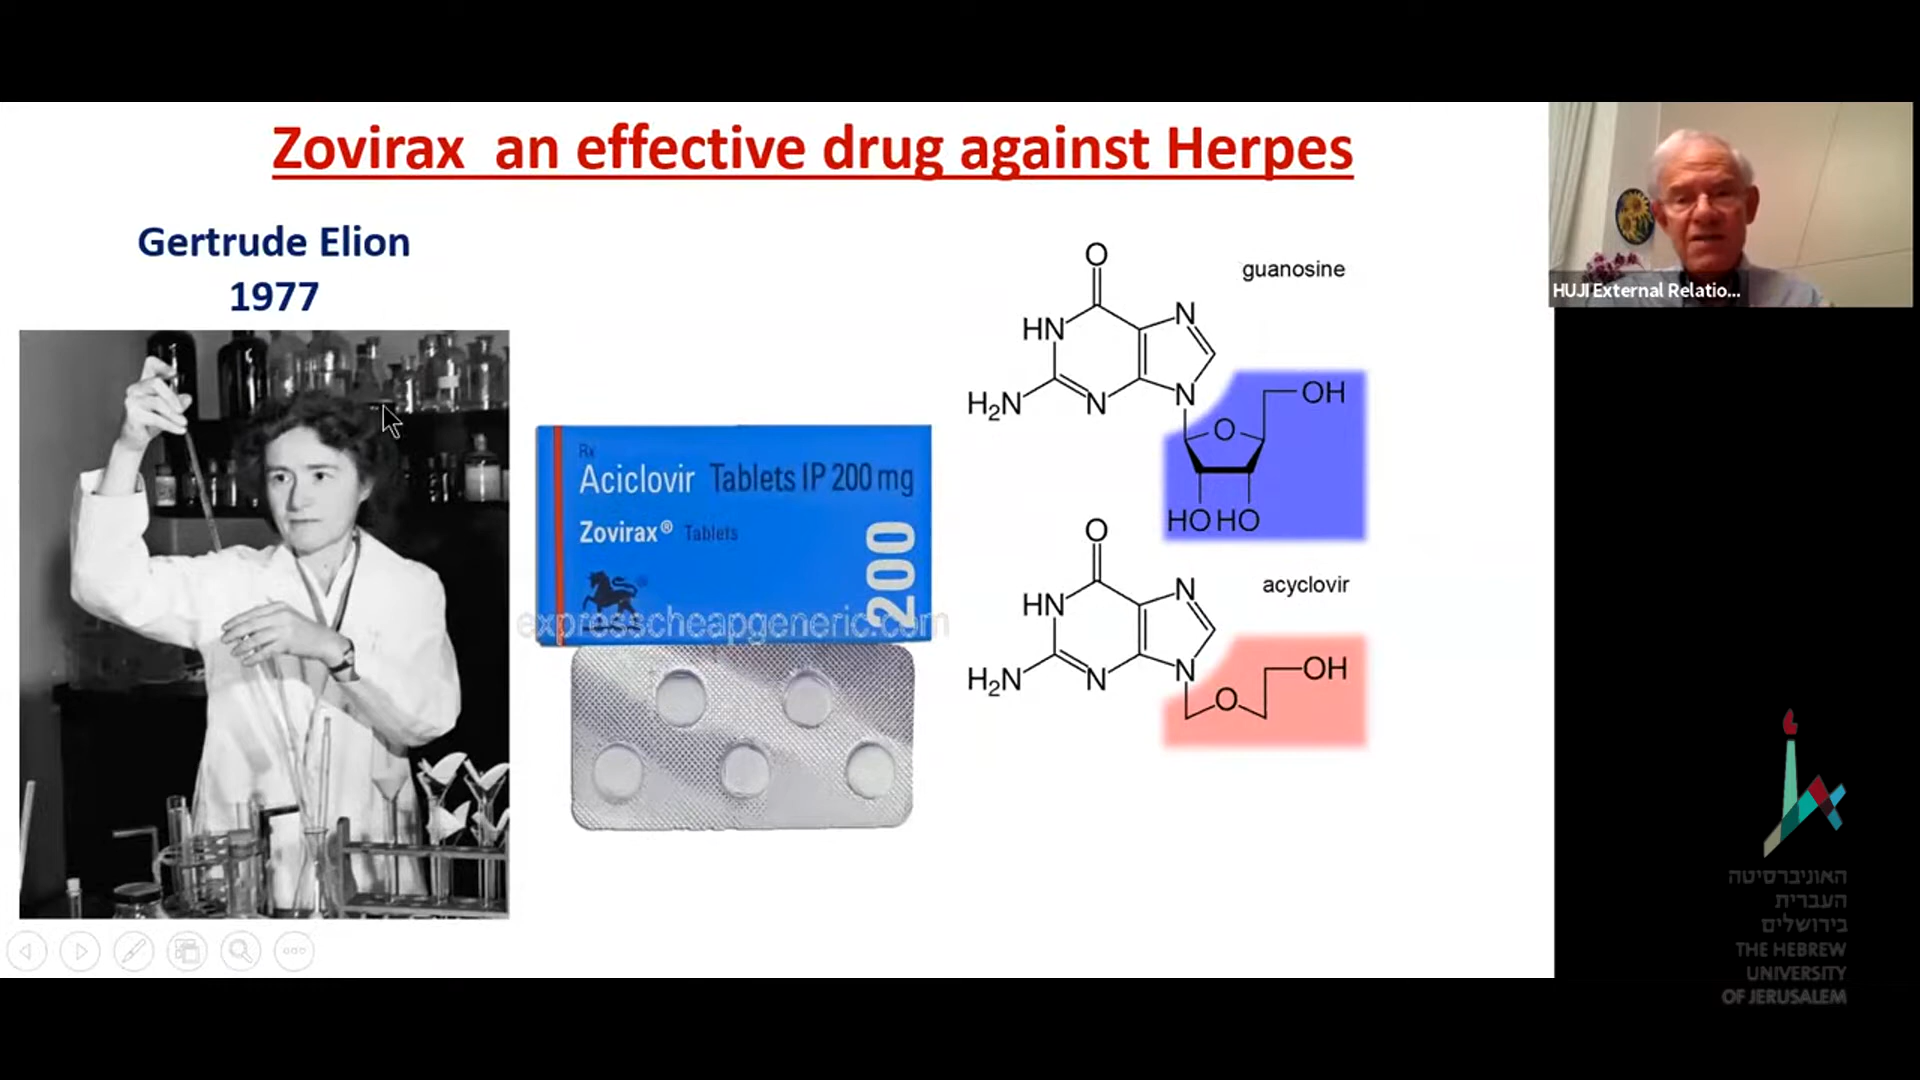 Zovirax  an effective drug against Herpes
Gertrude Elion
1977
Rx
Aciclovir Tablets IP 200 mg
Zovirax® Tablets
200
expresscheapgeneric.com
guanosine
O
HN
N
H₂N
N
N
OH
O
HO HO
acyclovir
O
HN
N
H₂N
N
N
OH
O
HUJI External Relatio...
האוניברסיטה
העברית
בירושלים
THE HEBREW
UNIVERSITY
OF JERUSALEM